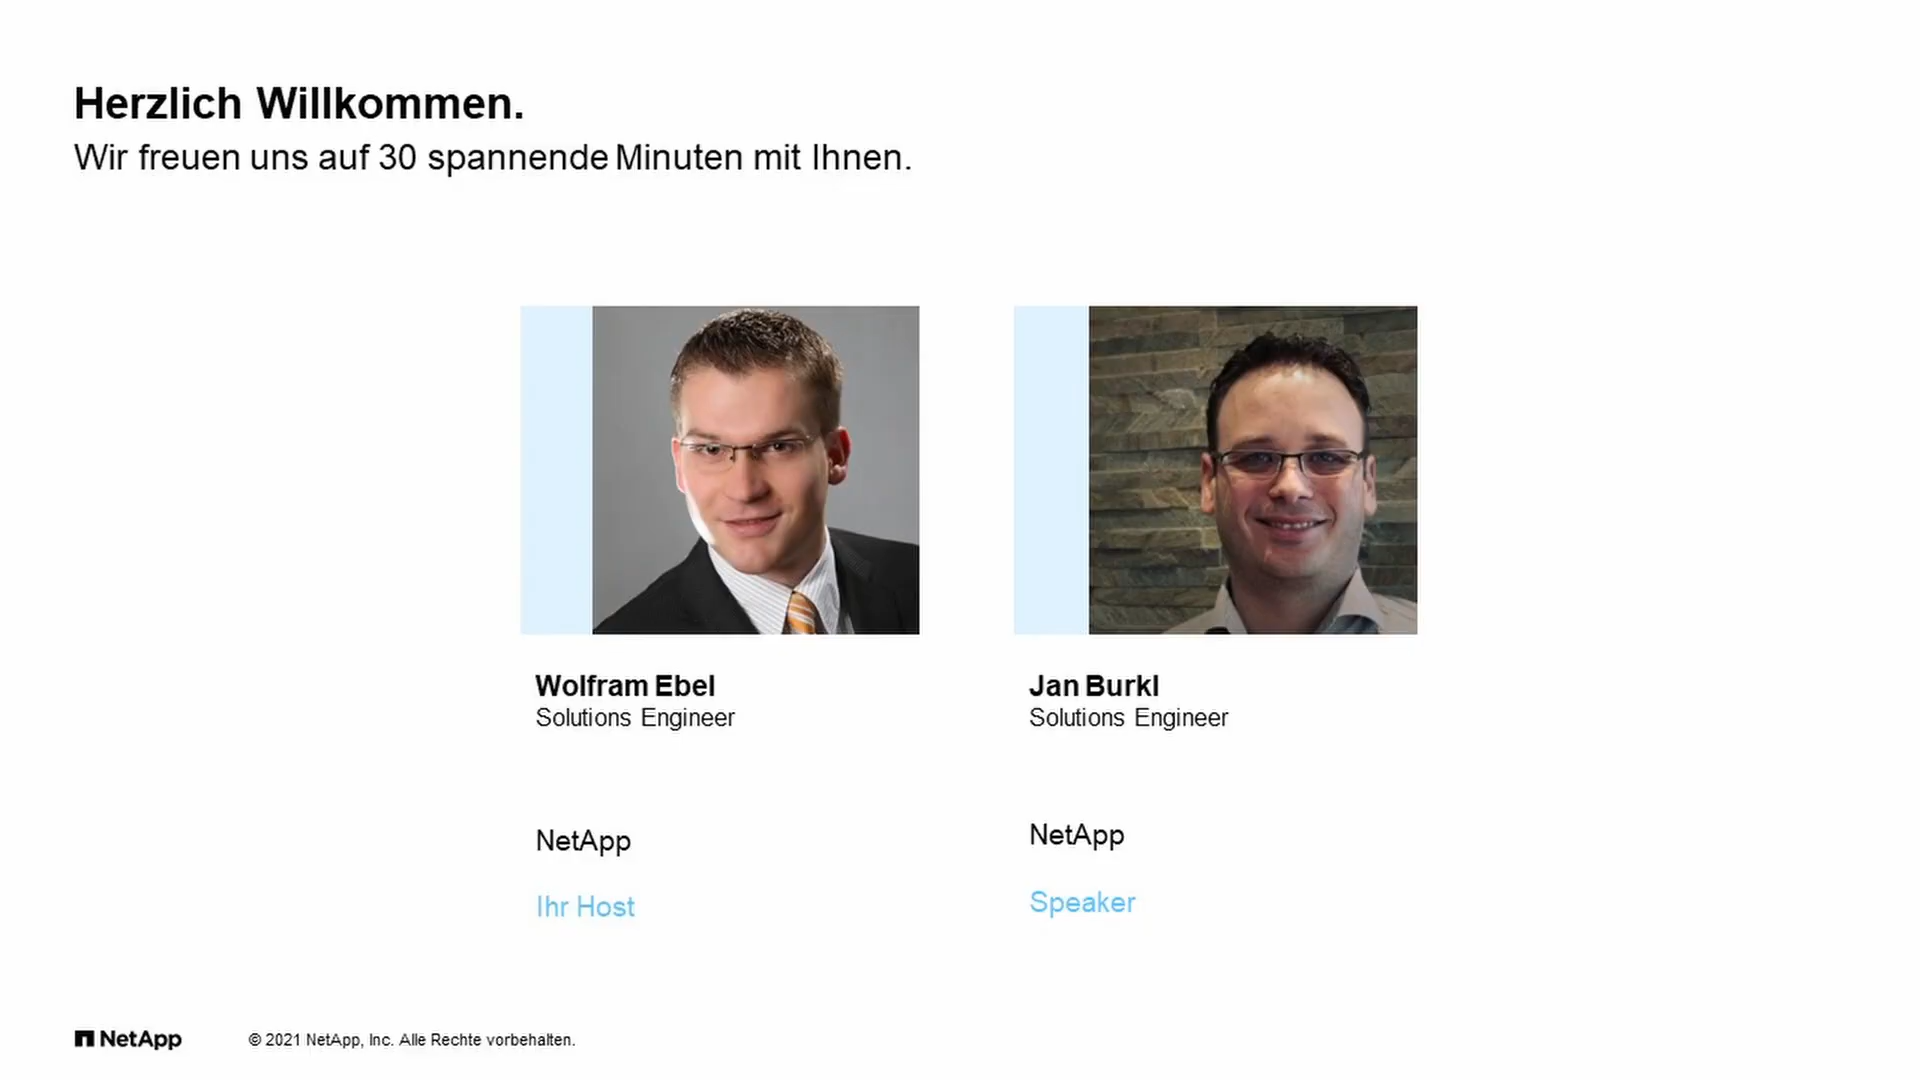 Herzlich Willkommen.
Wir freuen uns auf 30 spannende Minuten mit Ihnen.
Wolfram Ebel
Solutions Engineer
NetApp
Ihr Host
Jan Burkl
Solutions Engineer
NetApp
Speaker
NetApp
© 2021 NetApp, Inc. Alle Rechte vorbehalten.